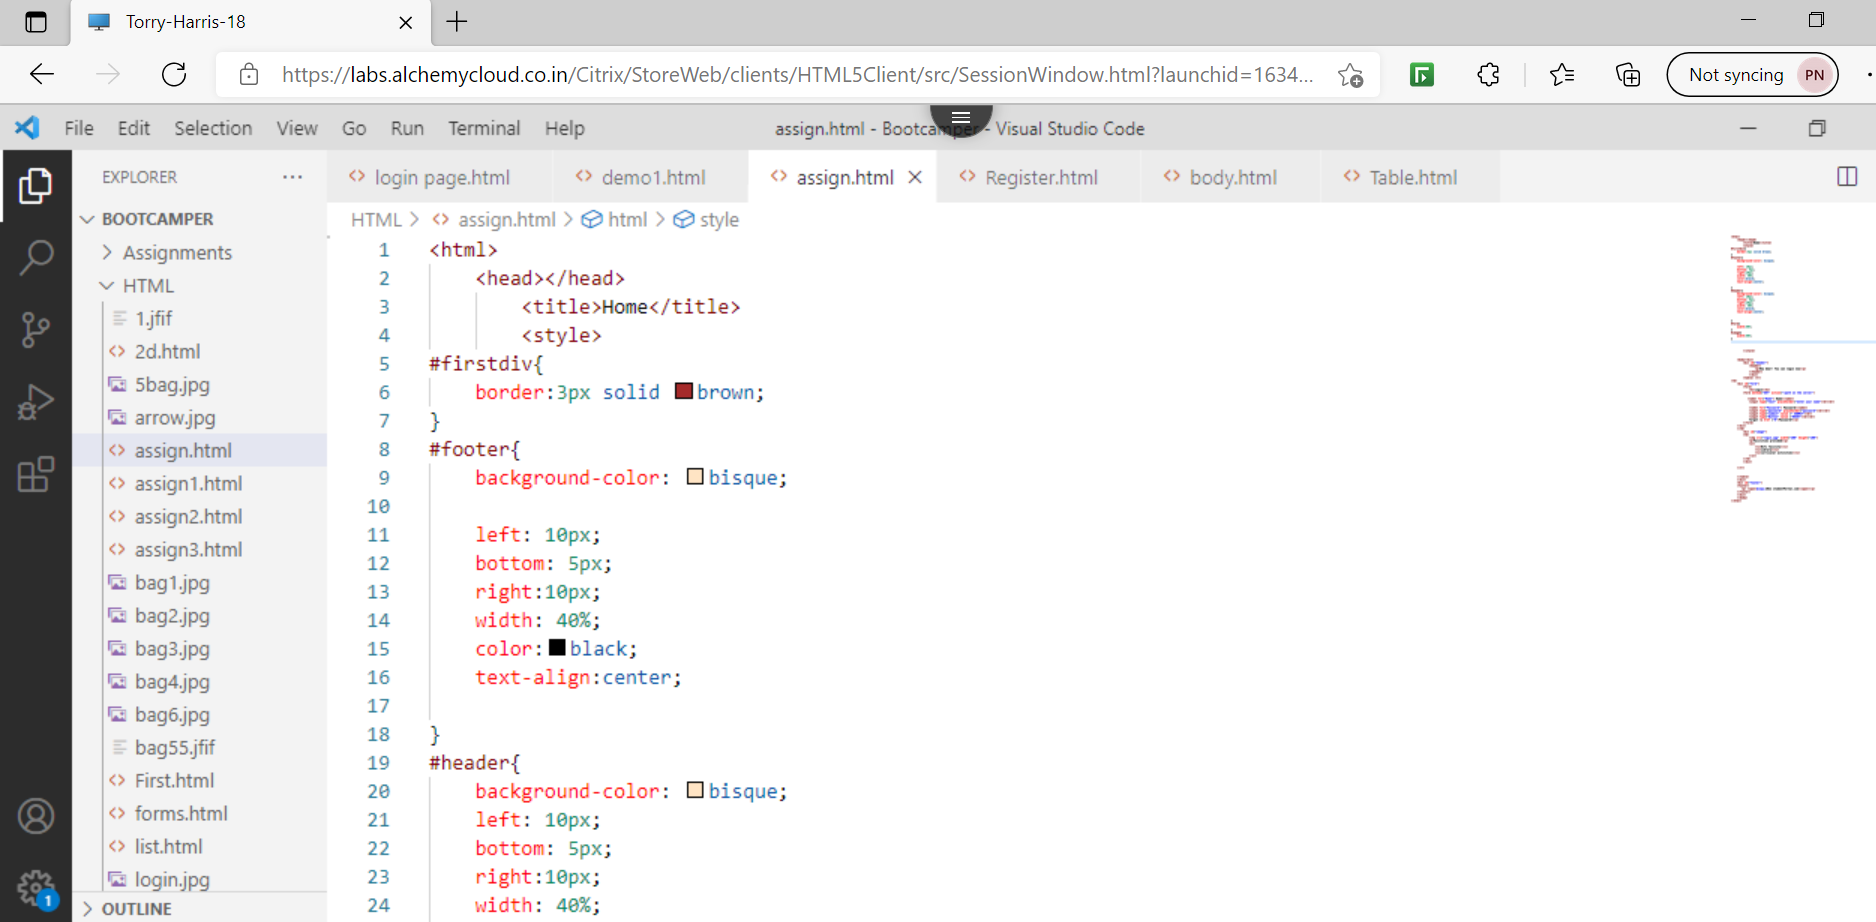 Torry-Harris-18
https://labs.alchemycloud.co.in/Citrix/StoreWeb/clients/HTML5Client/src/SessionWindow.html?launchid=1634...
Not syncing PN
File Edit Selection View Go Run Terminal Help
assign.html - Bootcamper - Visual Studio Code
EXPLORER ···
login page.html demo1.html assign.html Register.html body.html Table.html
HTML > assign.html > html > style
BOOTCAMPER
Assignments
HTML
1.jfif
2d.html
5bag.jpg
arrow.jpg
assign.html
assign1.html
assign2.html
assign3.html
bag1.jpg
bag2.jpg
bag3.jpg
bag4.jpg
bag6.jpg
bag55.jfif
First.html
forms.html
list.html
login.jpg
OUTLINE
1
1 <html>
2 <head></head>
3 <title>Home</title>
4 <style>
5 #firstdiv{
6 border:3px solid brown;
7 }
8 #footer{
9 background-color: bisque;
10
11 left: 10px;
12 bottom: 5px;
13 right:10px;
14 width: 40%;
15 color:black;
16 text-align:center;
17
18 }
19 #header{
20 background-color: bisque;
21 left: 10px;
22 bottom: 5px;
23 right:10px;
24 width: 40%;